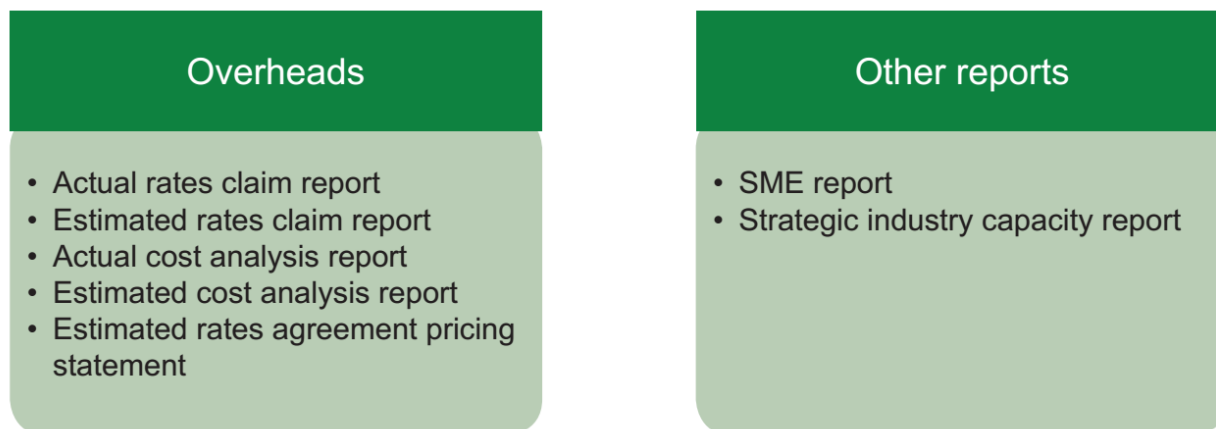 Overheads
• Actual rates claim report
• Estimated rates claim report
• Actual cost analysis report
• Estimated cost analysis report
• Estimated rates agreement pricing
statement
Other reports
• SME report
• Strategic industry capacity report